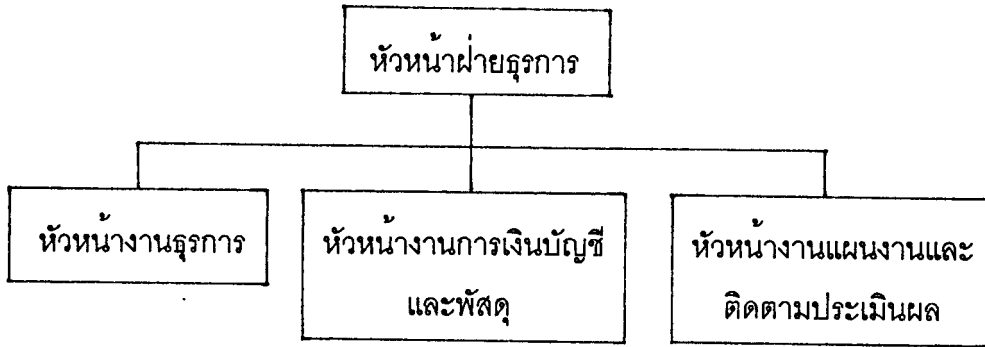 หัวหน้าฝ่ายธุรการ
หัวหน้างานธุรการ
หัวหน้างานการเงินบัญชี
และพัสดุ
หัวหน้างานแผนงานและ
ติดตามประเมินผล